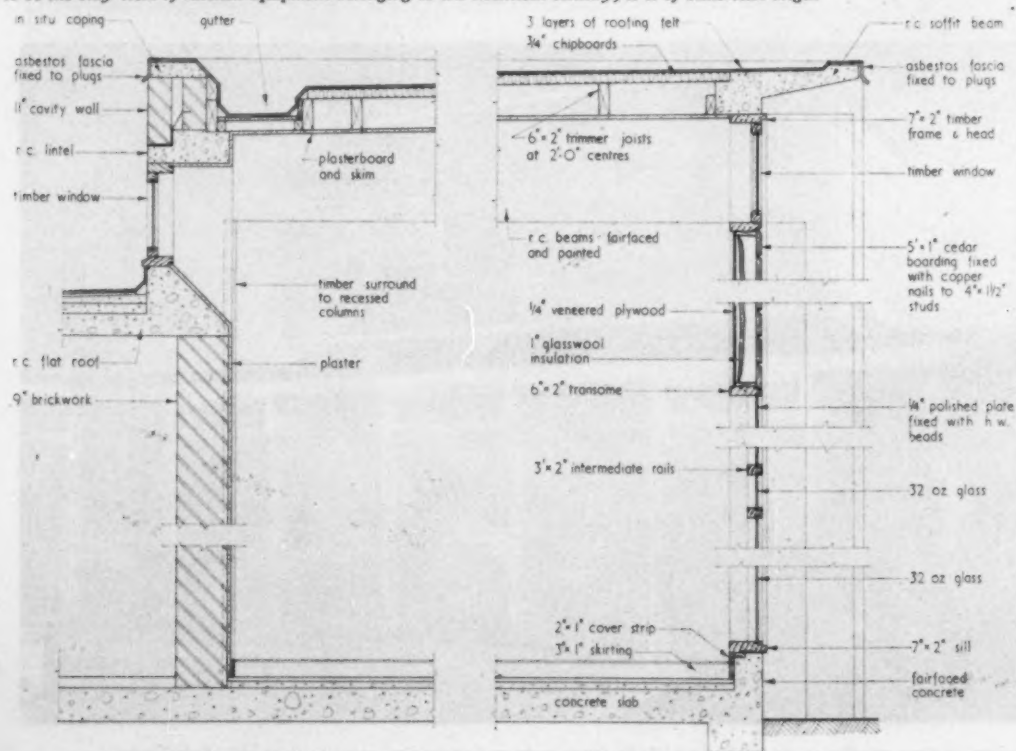 equipment belonging to the
in situ coping
gutter
asbestos fascia
fixed to plugs
11" cavity wall
r.c. lintel
timber window
r.c. flat roof
9" brickwork
plasterboard
and skim
timber surround
to recessed
columns
plaster
3 layers of roofing felt
3/4" chipboards
6"× 2" trimmer joists
at 2'-0" centres
r.c. beams fairfaced
and painted
1/4" veneered plywood
1" glasswool
insulation
6"× 2" transome
3"× 2" intermediate rails
2"× 1" cover strip
3"× 1" skirting
concrete slab
r.c. soffit beam
asbestos fascia
fixed to plugs
7"× 2" timber
frame & head
timber window
5"× 1" cedar
boarding fixed
with copper
nails to 4"× 1 1/2"
studs
1/4" polished plate
fixed with h.w.
beads
32 oz glass
32 oz glass
7"× 2" sill
fairfaced
concrete